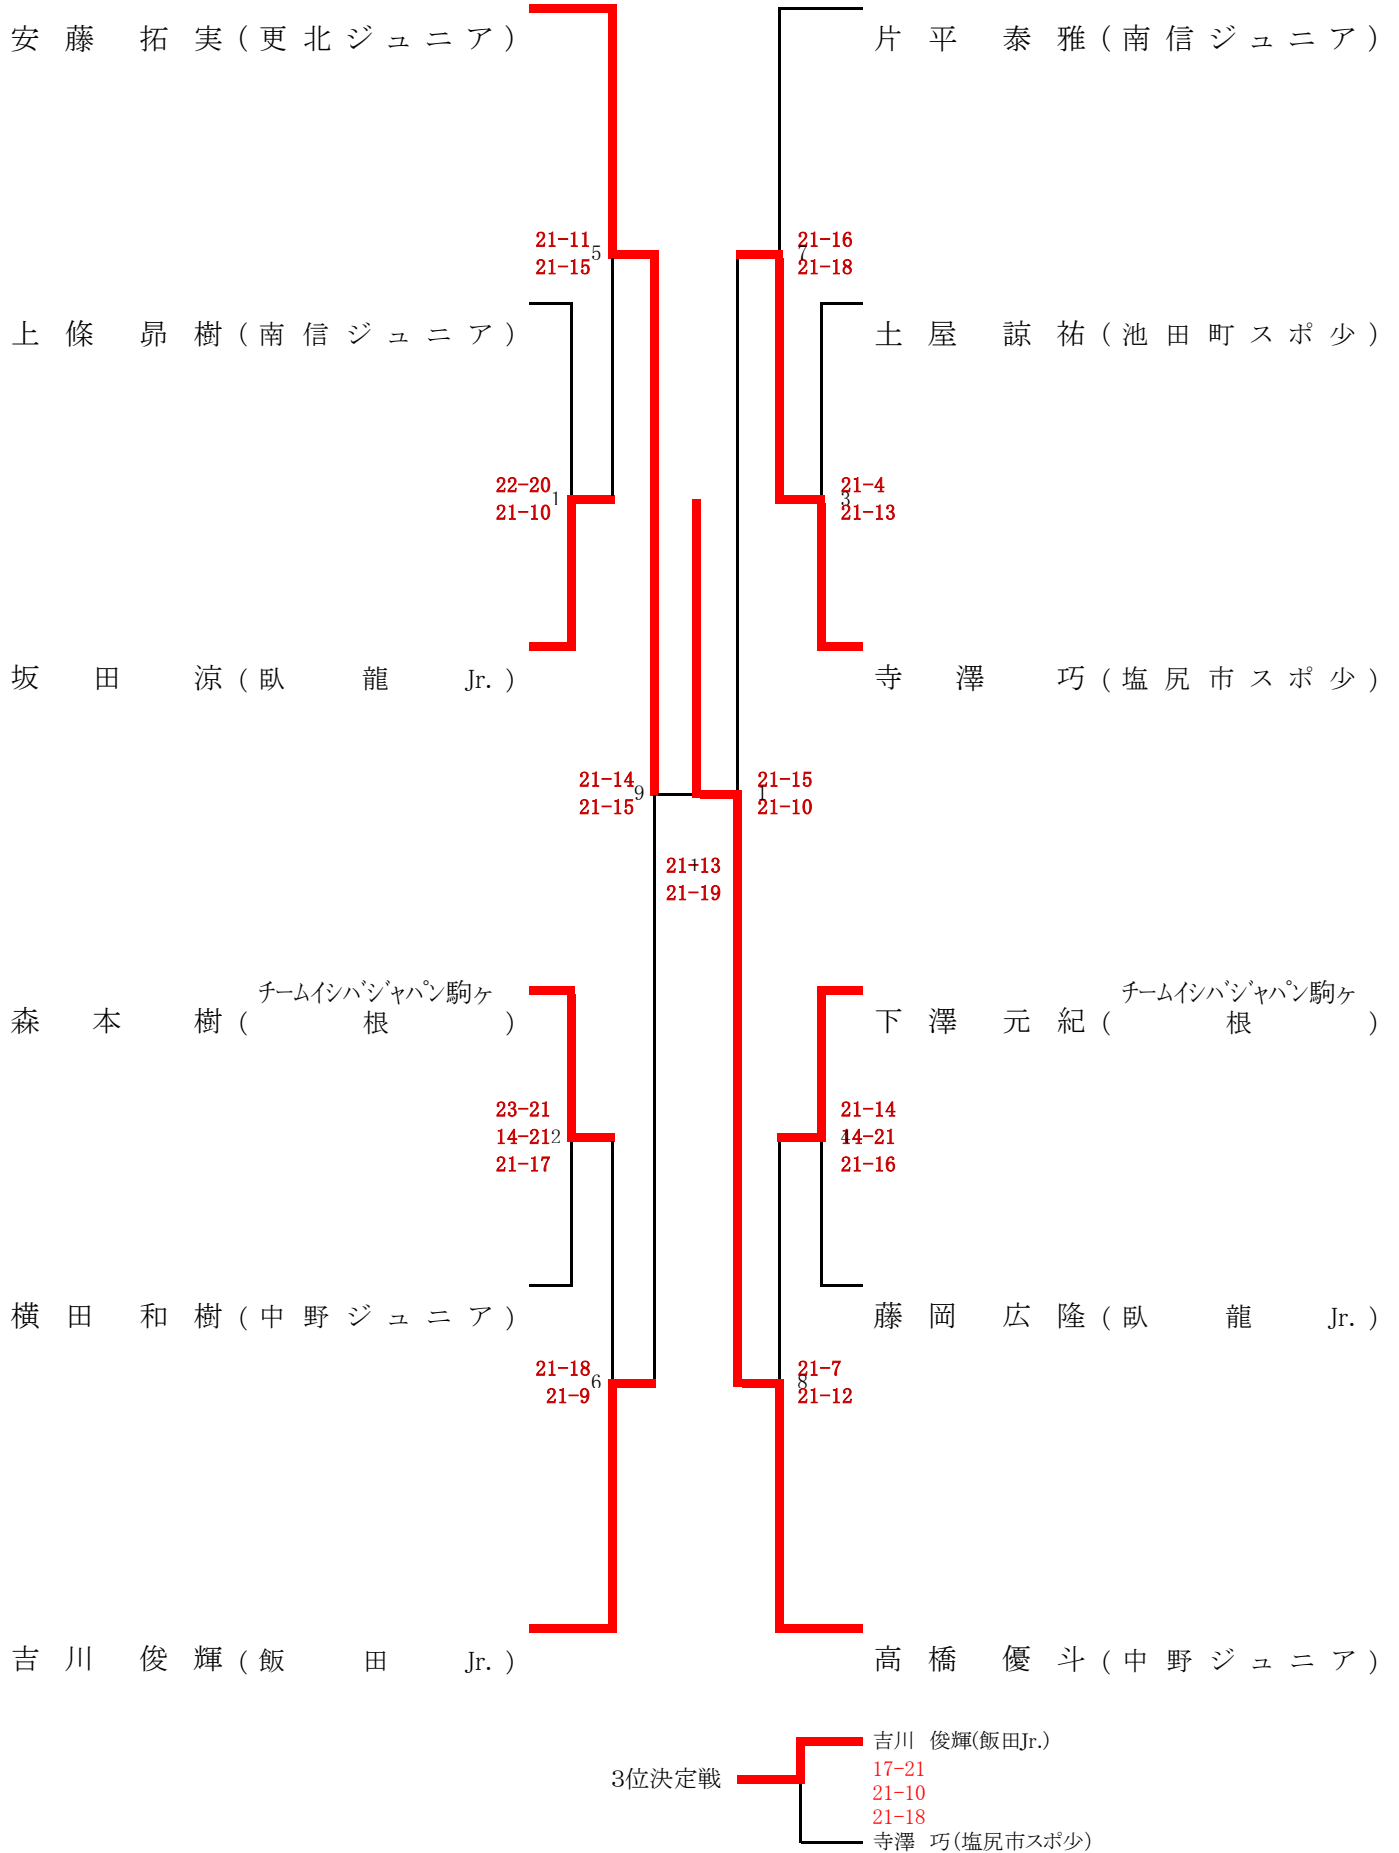 安藤 拓実(更北ジュニア)
片平 泰雅(南信ジュニア)
21-11
21-15
5
7
21-16
21-18
上條 昴樹(南信ジュニア)
土屋 諒祐(池田町スポ少)
22-20
21-10
1
3
21-4
21-13
坂田 涼(臥龍Jr.)
寺澤 巧(塩尻市スポ少)
21-14
21-15
9
1
21-15
21-10
21-13
21-19
森本 樹(チームイシバジャパン駒ヶ根)
下澤 元紀(チームイシバジャパン駒ヶ根)
23-21
14-21
21-17
2
4
21-14
14-21
21-16
横田 和樹(中野ジュニア)
藤岡 広隆(臥龍Jr.)
21-18
21-9
6
8
21-7
21-12
吉川 俊輝(飯田Jr.)
高橋 優斗(中野ジュニア)
3位決定戦
吉川 俊輝(飯田Jr.)
17-21
21-10
21-18
寺澤 巧(塩尻市スポ少)